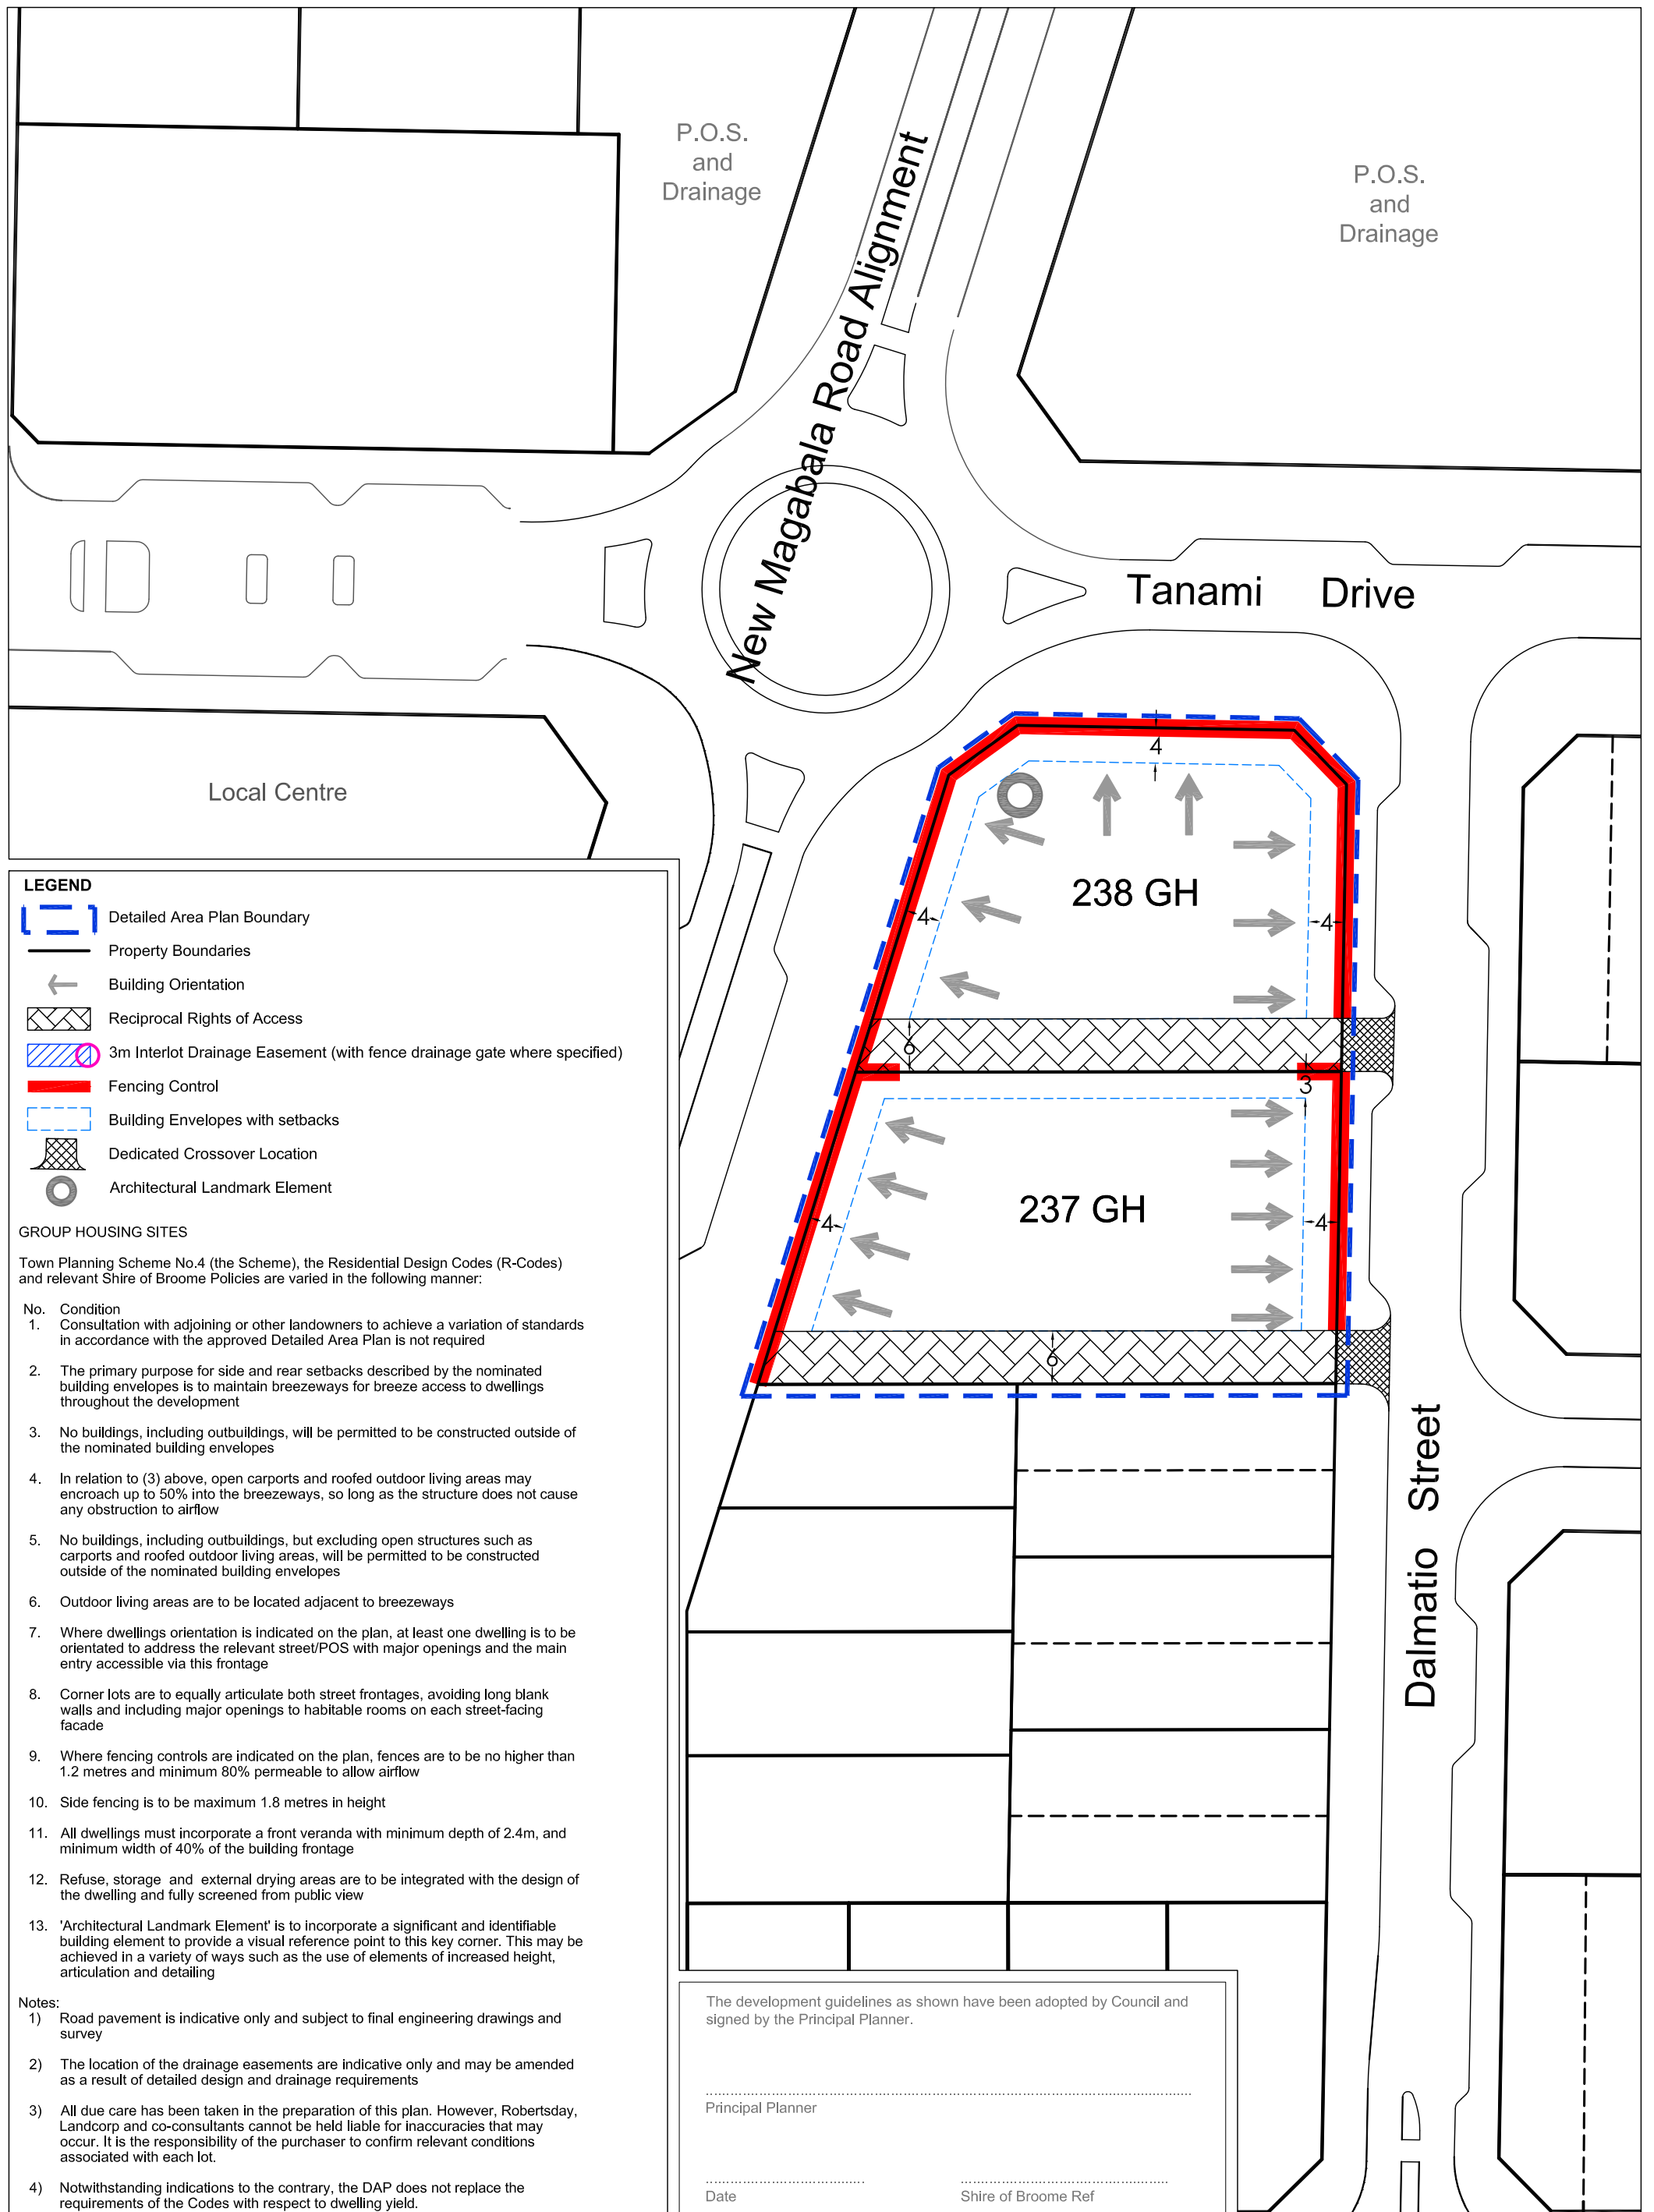 P.O.S.
and
Drainage
P.O.S.
and
Drainage
New Magabala Road Alignment
Tanami Drive
Local Centre
4
238 GH
4
4
6
3
237 GH
4
4
6
Dalmatio Street
LEGEND
Detailed Area Plan Boundary
Property Boundaries
Building Orientation
Reciprocal Rights of Access
3m Interlot Drainage Easement (with fence drainage gate where specified)
Fencing Control
Building Envelopes with setbacks
Dedicated Crossover Location
Architectural Landmark Element
GROUP HOUSING SITES
Town Planning Scheme No.4 (the Scheme), the Residential Design Codes (R-Codes)
and relevant Shire of Broome Policies are varied in the following manner:
No. Condition
1. Consultation with adjoining or other landowners to achieve a variation of standards
in accordance with the approved Detailed Area Plan is not required
2. The primary purpose for side and rear setbacks described by the nominated
building envelopes is to maintain breezeways for breeze access to dwellings
throughout the development
3. No buildings, including outbuildings, will be permitted to be constructed outside of
the nominated building envelopes
4. In relation to (3) above, open carports and roofed outdoor living areas may
encroach up to 50% into the breezeways, so long as the structure does not cause
any obstruction to airflow
5. No buildings, including outbuildings, but excluding open structures such as
carports and roofed outdoor living areas, will be permitted to be constructed
outside of the nominated building envelopes
6. Outdoor living areas are to be located adjacent to breezeways
7. Where dwellings orientation is indicated on the plan, at least one dwelling is to be
orientated to address the relevant street/POS with major openings and the main
entry accessible via this frontage
8. Corner lots are to equally articulate both street frontages, avoiding long blank
walls and including major openings to habitable rooms on each street-facing
facade
9. Where fencing controls are indicated on the plan, fences are to be no higher than
1.2 metres and minimum 80% permeable to allow airflow
10. Side fencing is to be maximum 1.8 metres in height
11. All dwellings must incorporate a front veranda with minimum depth of 2.4m, and
minimum width of 40% of the building frontage
12. Refuse, storage and external drying areas are to be integrated with the design of
the dwelling and fully screened from public view
13. 'Architectural Landmark Element' is to incorporate a significant and identifiable
building element to provide a visual reference point to this key corner. This may be
achieved in a variety of ways such as the use of elements of increased height,
articulation and detailing
Notes:
1) Road pavement is indicative only and subject to final engineering drawings and
survey
2) The location of the drainage easements are indicative only and may be amended
as a result of detailed design and drainage requirements
3) All due care has been taken in the preparation of this plan. However, Robertsday,
Landcorp and co-consultants cannot be held liable for inaccuracies that may
occur. It is the responsibility of the purchaser to confirm relevant conditions
associated with each lot.
4) Notwithstanding indications to the contrary, the DAP does not replace the
requirements of the Codes with respect to dwelling yield.
The development guidelines as shown have been adopted by Council and
signed by the Principal Planner.
Principal Planner
Date Shire of Broome Ref